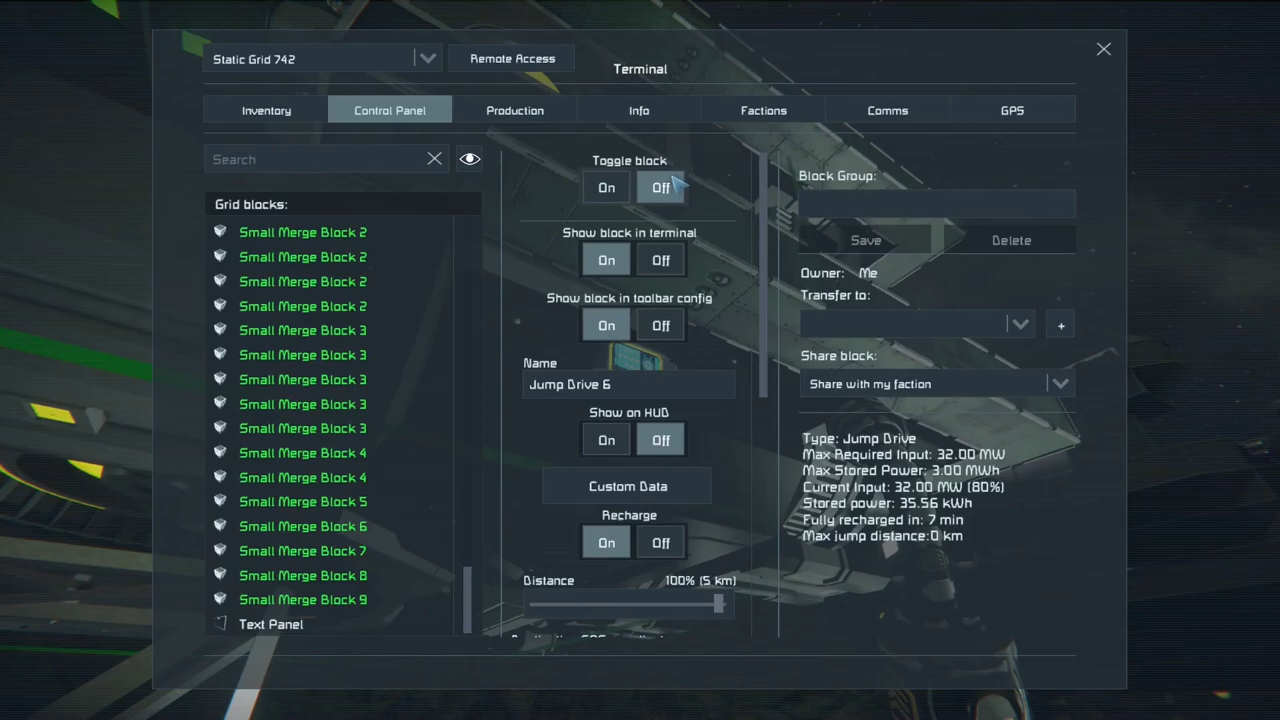 Static Grid 742
Remote Access
Terminal
Inventory
Control Panel
Production
Info
Factions
Comms
GPS
Search
Grid blocks:
Small Merge Block 2
Small Merge Block 2
Small Merge Block 2
Small Merge Block 2
Small Merge Block 3
Small Merge Block 3
Small Merge Block 3
Small Merge Block 3
Small Merge Block 3
Small Merge Block 4
Small Merge Block 4
Small Merge Block 5
Small Merge Block 6
Small Merge Block 7
Small Merge Block 8
Small Merge Block 9
Text Panel
Toggle block
On Off
Show block in terminal
On Off
Show block in toolbar config
On Off
Name
Jump Drive 6
Show on HUD
On Off
Custom Data
Recharge
On Off
Distance 100% (5 km)
Block Group:
Save Delete
Owner: Me
Transfer to:
+
Share block:
Share with my faction
Type: Jump Drive
Max Required Input: 32.00 MW
Max Stored Power: 3.00 MWh
Current Input: 32.00 MW (80%)
Stored power: 35.56 kWh
Fully recharged in: 7 min
Max jump distance:0 km